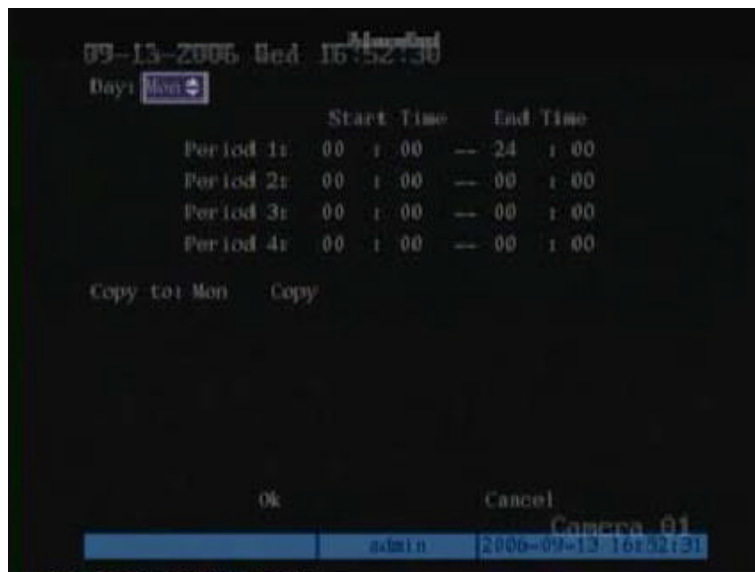 09-13-2006 Wed 16:52:30
Day: Mon
Start Time End Time
Period 1: 00 : 00 -- 24 : 00
Period 2: 00 : 00 -- 00 : 00
Period 3: 00 : 00 -- 00 : 00
Period 4: 00 : 00 -- 00 : 00
Copy to: Mon Copy
Ok Cancel
Camera 01
admin 2006-09-13 16:52:31